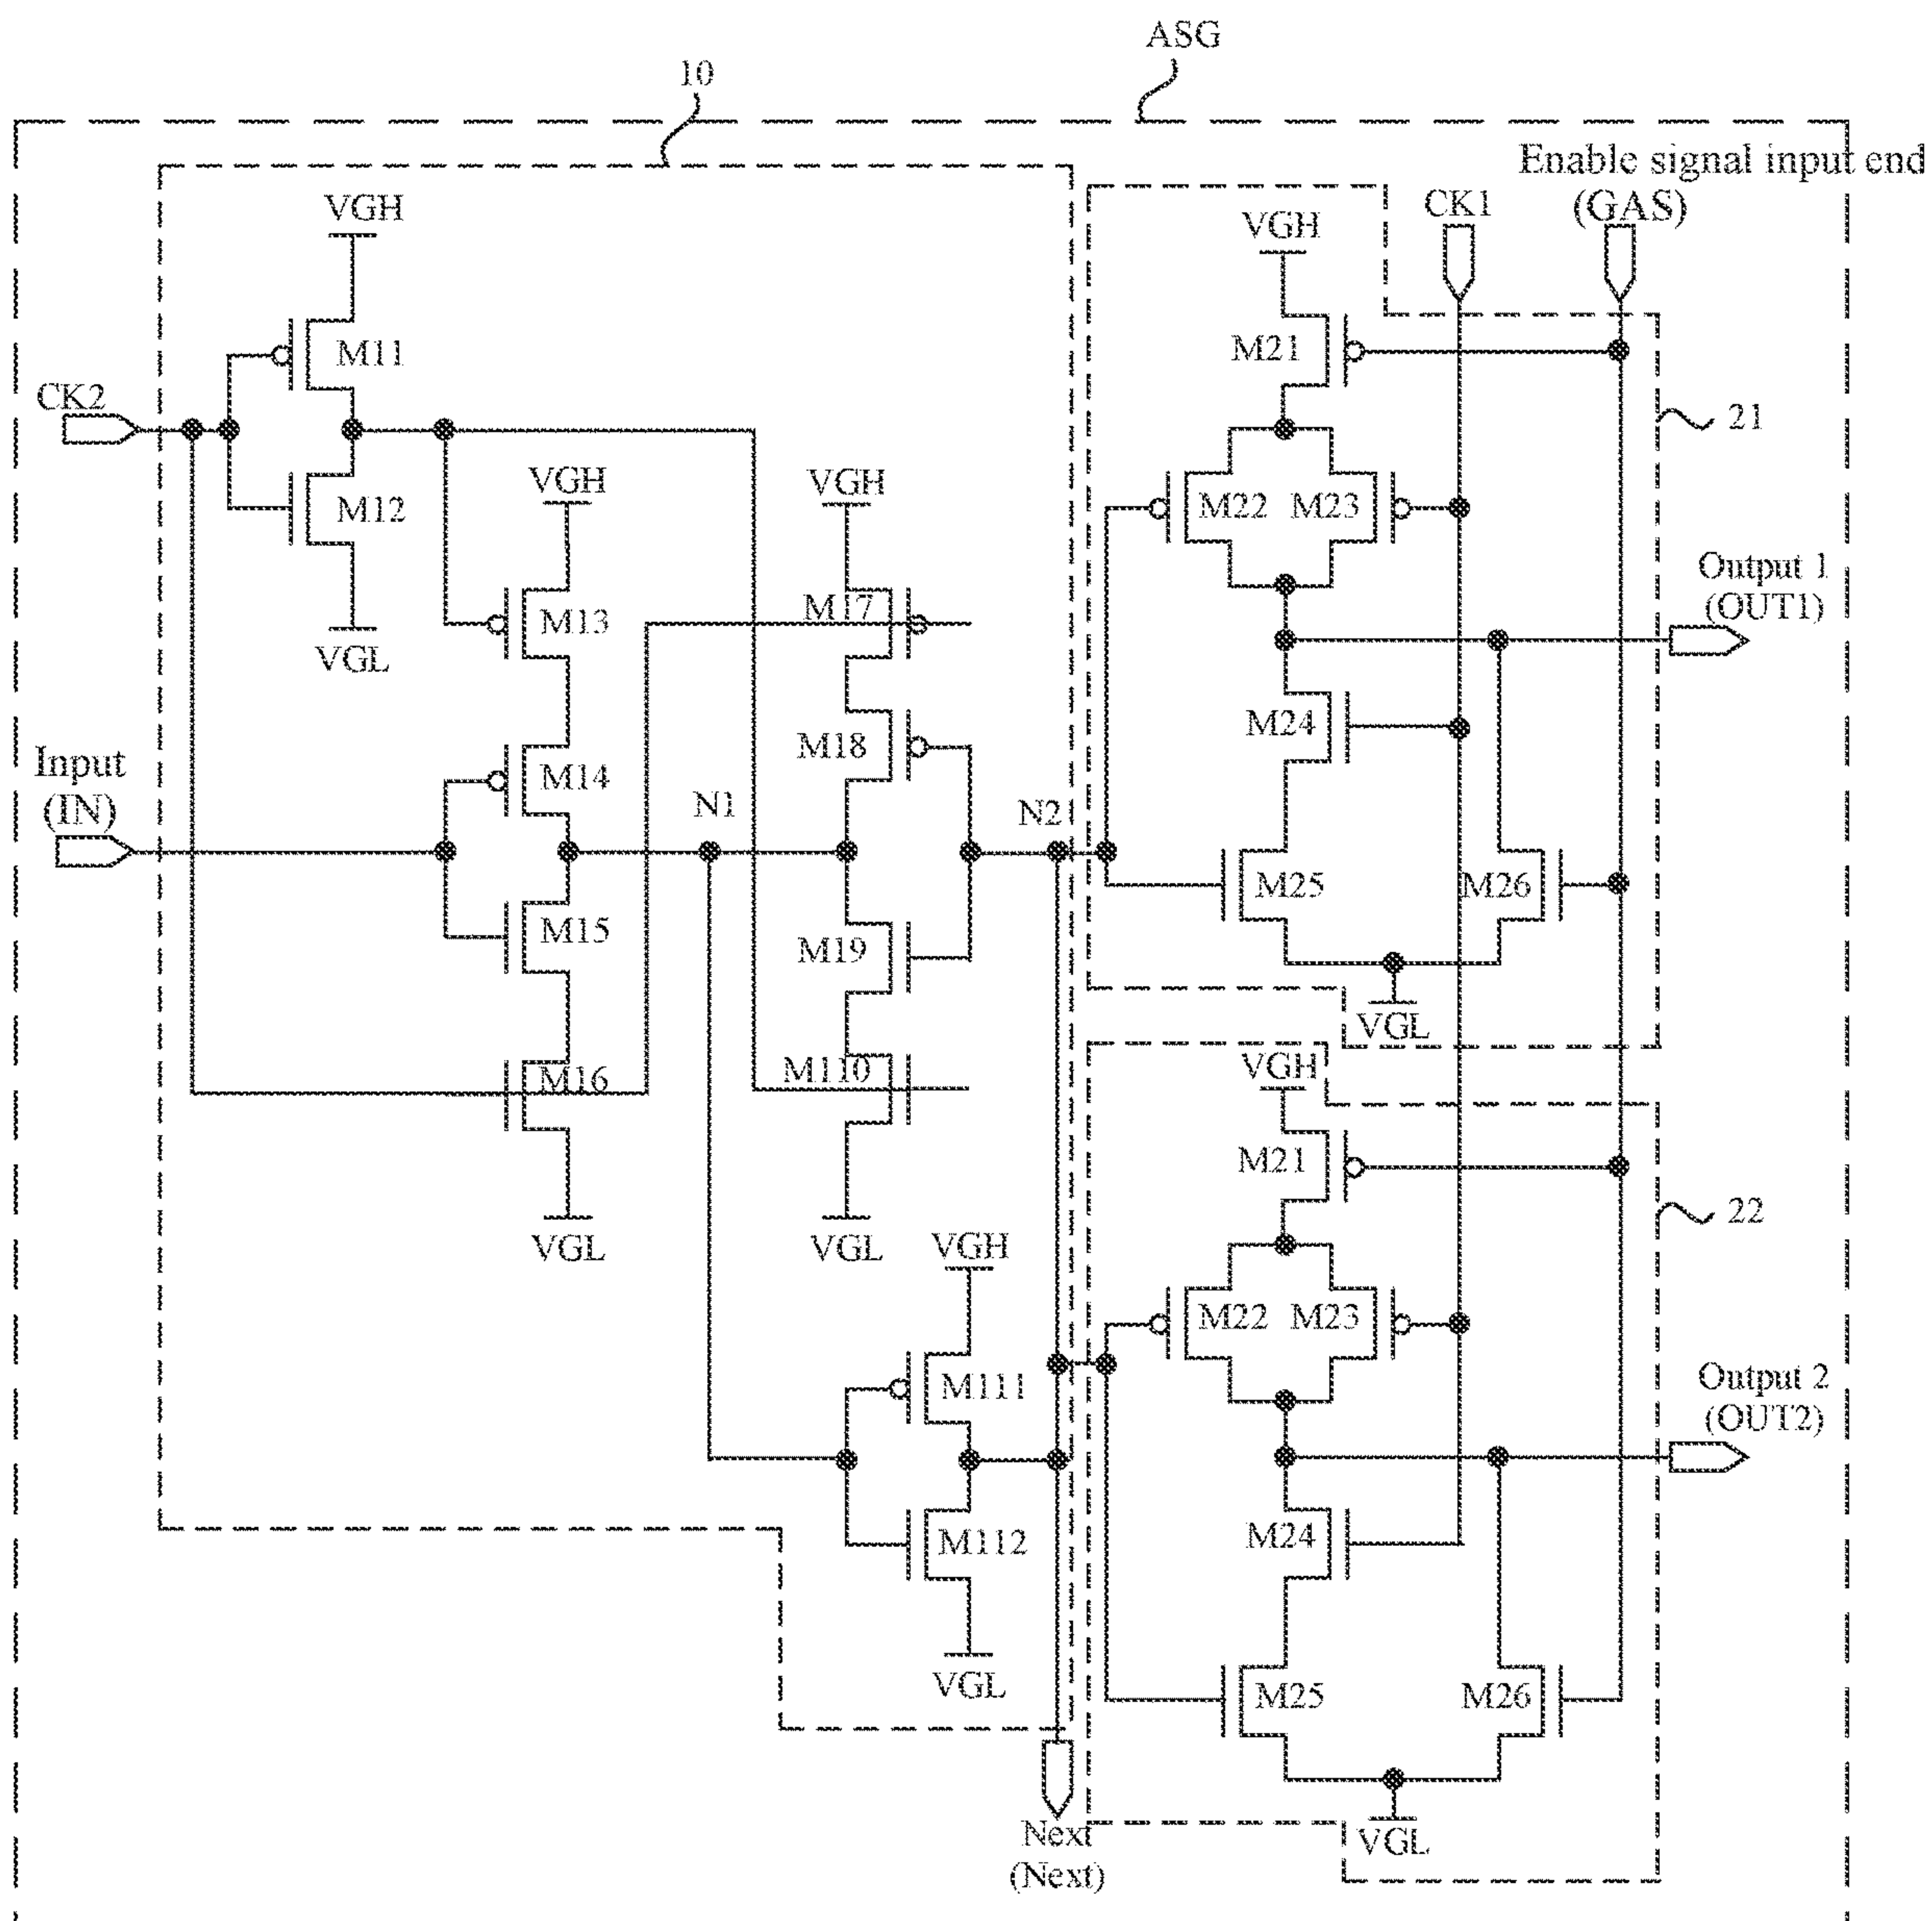 ASG
10
Enable signal input end
(GAS)
CK1
VGH
VGH
M21
M11
CK2
21
VGH
VGH
M12
M22
M23
Output 1
(OUT1)
M13
M17
VGL
M24
M18
Input
(IN)
M14
N1
N2
M25
M26
M15
M19
VGL
M16
M110
VGH
M21
22
VGL
VGL
VGH
M22
M23
Output 2
(OUT2)
M111
M24
M112
VGL
M25
M26
Next
(Next)
VGL